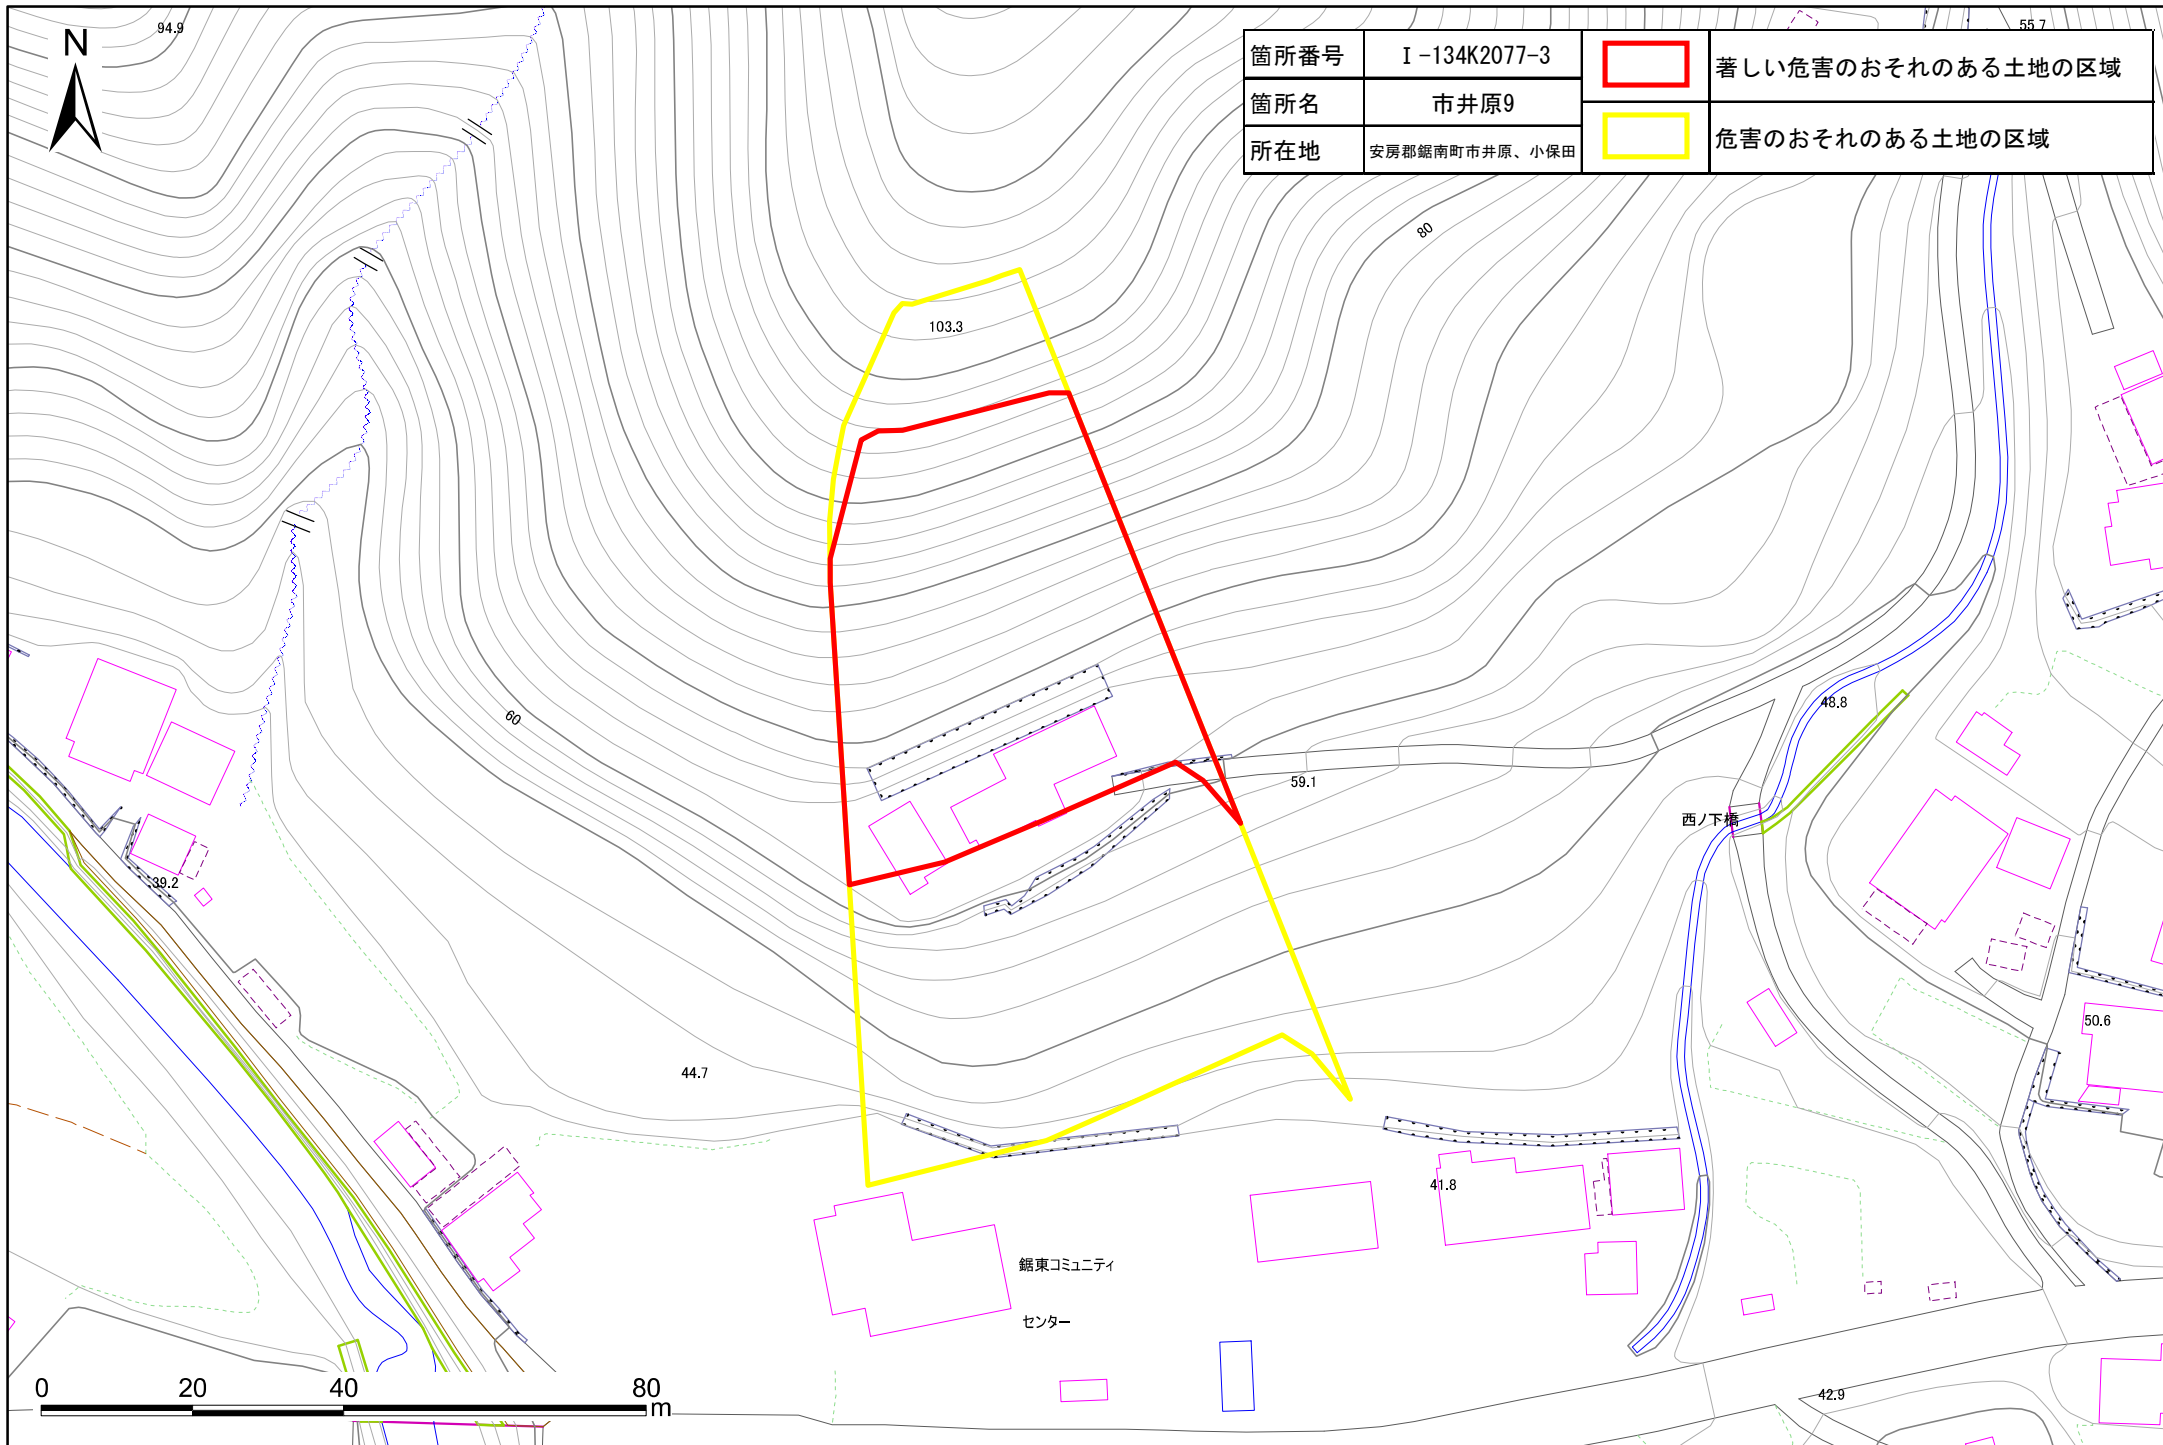 94.9
N
55.7
箇所番号 Ⅰ-134K2077-3
著しい危害のおそれのある土地の区域
箇所名 市井原9
危害のおそれのある土地の区域
所在地 安房郡鋸南町市井原、小保田
80
103.3
60
48.8
59.1
西ノ下橋
39.2
50.6
44.7
41.8
鋸東コミュニティ
センター
42.9
0 20 40 80
m